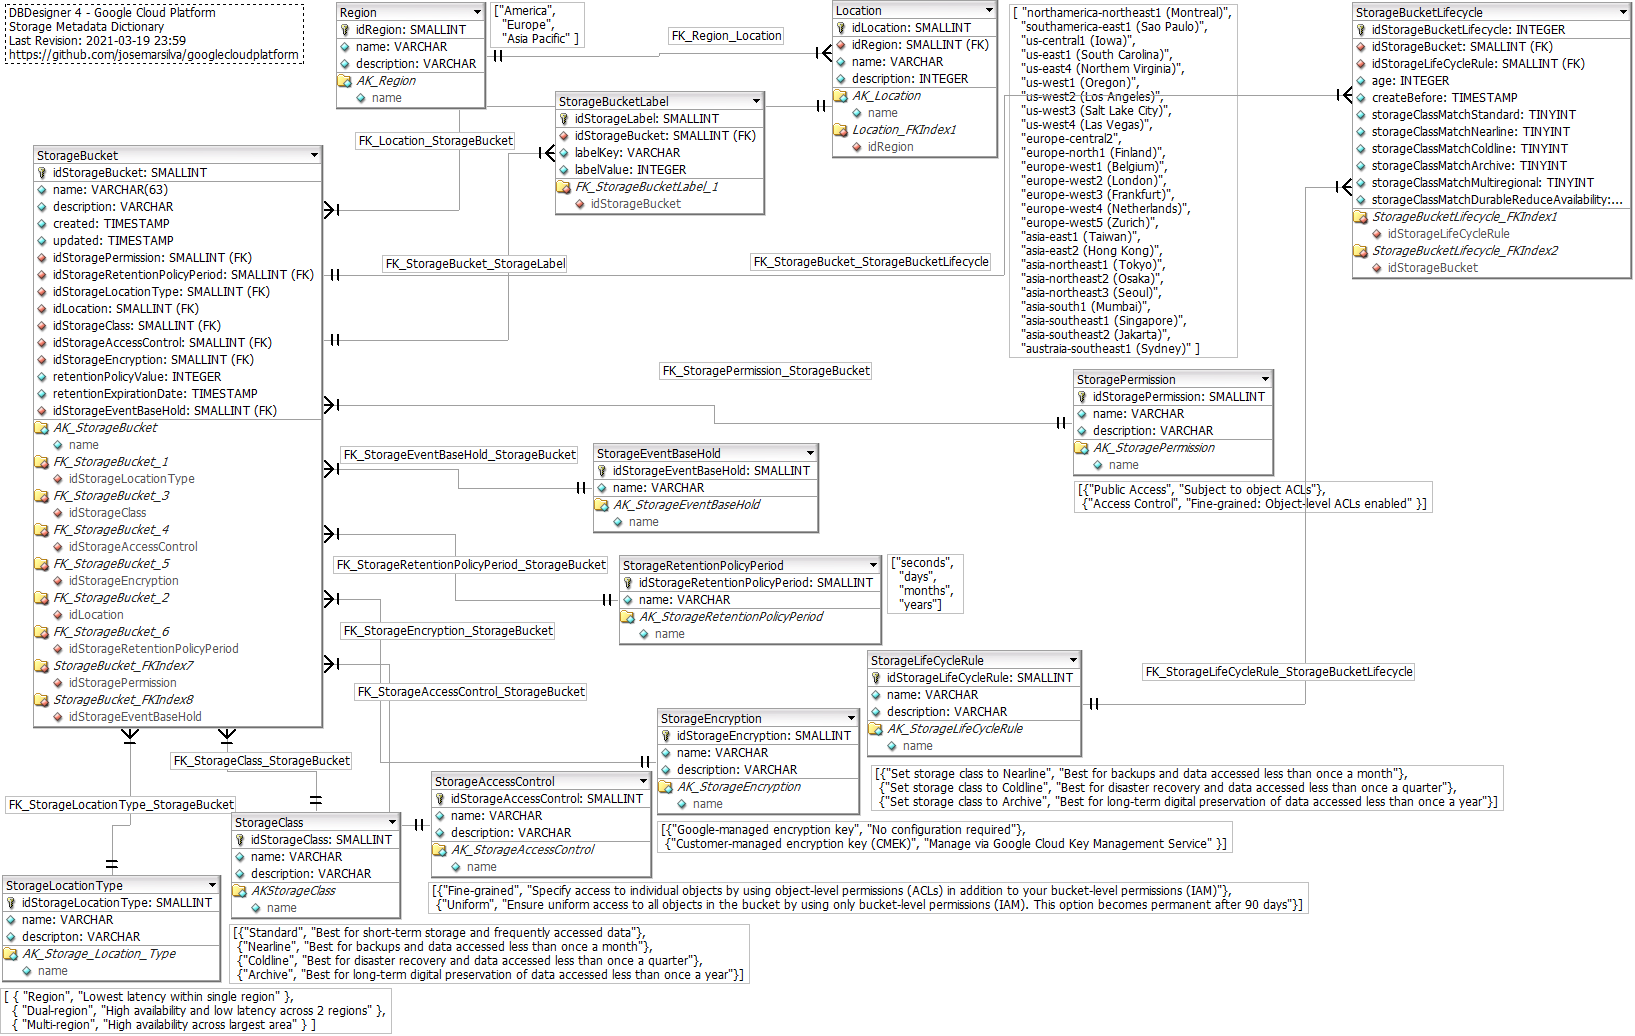 DBDesigner 4 - Google Cloud Platform
Storage Metadata Dictionary
Last Revision: 2021-03-19 23:59
https://github.com/josemarsilva/googlecloudplatform
Region
idRegion: SMALLINT
name: VARCHAR
description: VARCHAR
AK_Region
name
["America",
"Europe",
"Asia Pacific" ]
FK_Region_Location
Location
idLocation: SMALLINT
idRegion: SMALLINT (FK)
name: VARCHAR
description: INTEGER
AK_Location
name
Location_FKIndex1
idRegion
[ "northamerica-northeast1 (Montreal)",
"southamerica-east1 (Sao Paulo)",
"us-central1 (Iowa)",
"us-east1 (South Carolina)",
"us-east4 (Northern Virginia)",
"us-west1 (Oregon)",
"us-west2 (Los Angeles)",
"us-west3 (Salt Lake City)",
"us-west4 (Las Vegas)",
"europe-central2",
"europe-north1 (Finland)",
"europe-west1 (Belgium)",
"europe-west2 (London)",
"europe-west3 (Frankfurt)",
"europe-west4 (Netherlands)",
"europe-west5 (Zurich)",
"asia-east1 (Taiwan)",
"asia-east2 (Hong Kong)",
"asia-northeast1 (Tokyo)",
"asia-northeast2 (Osaka)",
"asia-northeast3 (Seoul)",
"asia-south1 (Mumbai)",
"asia-southeast1 (Singapore)",
"asia-southeast2 (Jakarta)",
"austraia-southeast1 (Sydney)" ]
StorageBucketLifecycle
idStorageBucketLifecycle: INTEGER
idStorageBucket: SMALLINT (FK)
idStorageLifeCycleRule: SMALLINT (FK)
age: INTEGER
createBefore: TIMESTAMP
storageClassMatchStandard: TINYINT
storageClassMatchNearline: TINYINT
storageClassMatchColdline: TINYINT
storageClassMatchArchive: TINYINT
storageClassMatchMultiregional: TINYINT
storageClassMatchDurableReduceAvailability:...
StorageBucketLifecycle_FKIndex1
idStorageLifeCycleRule
StorageBucketLifecycle_FKIndex2
idStorageBucket
StorageBucketLabel
idStorageLabel: SMALLINT
idStorageBucket: SMALLINT (FK)
labelKey: VARCHAR
labelValue: INTEGER
FK_StorageBucketLabel_1
idStorageBucket
FK_Location_StorageBucket
StorageBucket
idStorageBucket: SMALLINT
name: VARCHAR(63)
description: VARCHAR
created: TIMESTAMP
updated: TIMESTAMP
idStorapePermission: SMALLINT (FK)
idStorageRetentionPolicyPeriod: SMALLINT (FK)
idStorageLocationType: SMALLINT (FK)
idLocation: SMALLINT (FK)
idStorageClass: SMALLINT (FK)
idStorageAccessControl: SMALLINT (FK)
idStorageEncryption: SMALLINT (FK)
retentionPolicyValue: INTEGER
retentionExpirationDate: TIMESTAMP
idStorageEventBaseHold: SMALLINT (FK)
AK_StorageBucket
name
FK_StorageBucket_1
idStorageLocationType
FK_StorageBucket_3
idStorageClass
FK_StorageBucket_4
idStorageAccessControl
FK_StorageBucket_5
idStorageEncryption
FK_StorageBucket_2
idLocation
FK_StorageBucket_6
idStorageRetentionPolicyPeriod
StorageBucket_FKIndex7
idStorapePermission
StorageBucket_FKIndex8
idStorageEventBaseHold
FK_StorageBucket_StorageLabel
FK_StorageBucket_StorageBucketLifecycle
FK_StorapePermission_StorageBucket
StorapePermission
idStorapePermission: SMALLINT
name: VARCHAR
description: VARCHAR
AK_StorapePermission
name
[{"Public Access", "Subject to object ACLs"},
{"Access Control", "Fine-grained: Object-level ACLs enabled" }]
FK_StorageEventBaseHold_StorageBucket
StorageEventBaseHold
idStorageEventBaseHold: SMALLINT
name: VARCHAR
AK_StorageEventBaseHold
name
FK_StorageRetentionPolicyPeriod_StorageBucket
StorageRetentionPolicyPeriod
idStorageRetentionPolicyPeriod: SMALLINT
name: VARCHAR
AK_StorageRetentionPolicyPeriod
name
["seconds",
"days",
"months",
"years"]
FK_StorageEncryption_StorageBucket
FK_StorageAccessControl_StorageBucket
StorageLifeCycleRule
idStorageLifeCycleRule: SMALLINT
name: VARCHAR
description: VARCHAR
AK_StorageLifeCycleRule
name
FK_StorageLifeCycleRule_StorageBucketLifecycle
[{"Set storage class to Nearline", "Best for backups and data accessed less than once a month"},
{"Set storage class to Coldline", "Best for disaster recovery and data accessed less than once a quarter"},
{"Set storage class to Archive", "Best for long-term digital preservation of data accessed less than once a year"}]
StorageEncryption
idStorageEncryption: SMALLINT
name: VARCHAR
description: VARCHAR
AK_StorageEncryption
name
[{"Google-managed encryption key", "No configuration required"},
{"Customer-managed encryption key (CMEK)", "Manage via Google Cloud Key Management Service" }]
StorageAccessControl
idStorageAccessControl: SMALLINT
name: VARCHAR
description: VARCHAR
AK_StorageAccessControl
name
[{"Fine-grained", "Specify access to individual objects by using object-level permissions (ACLs) in addition to your bucket-level permissions (IAM)"},
{"Uniform", "Ensure uniform access to all objects in the bucket by using only bucket-level permissions (IAM). This option becomes permanent after 90 days"}]
FK_StorageClass_StorageBucket
FK_StorageLocationType_StorageBucket
StorageClass
idStorageClass: SMALLINT
name: VARCHAR
description: VARCHAR
AKStorageClass
name
[{"Standard", "Best for short-term storage and frequently accessed data"},
{"Nearline", "Best for backups and data accessed less than once a month"},
{"Coldline", "Best for disaster recovery and data accessed less than once a quarter"},
{"Archive", "Best for long-term digital preservation of data accessed less than once a year"}]
StorageLocationType
idStorageLocationType: SMALLINT
name: VARCHAR
descripton: VARCHAR
AK_Storage_Location_Type
name
[ { "Region", "Lowest latency within single region" },
{ "Dual-region", "High availability and low latency across 2 regions" },
{ "Multi-region", "High availability across largest area" } ]